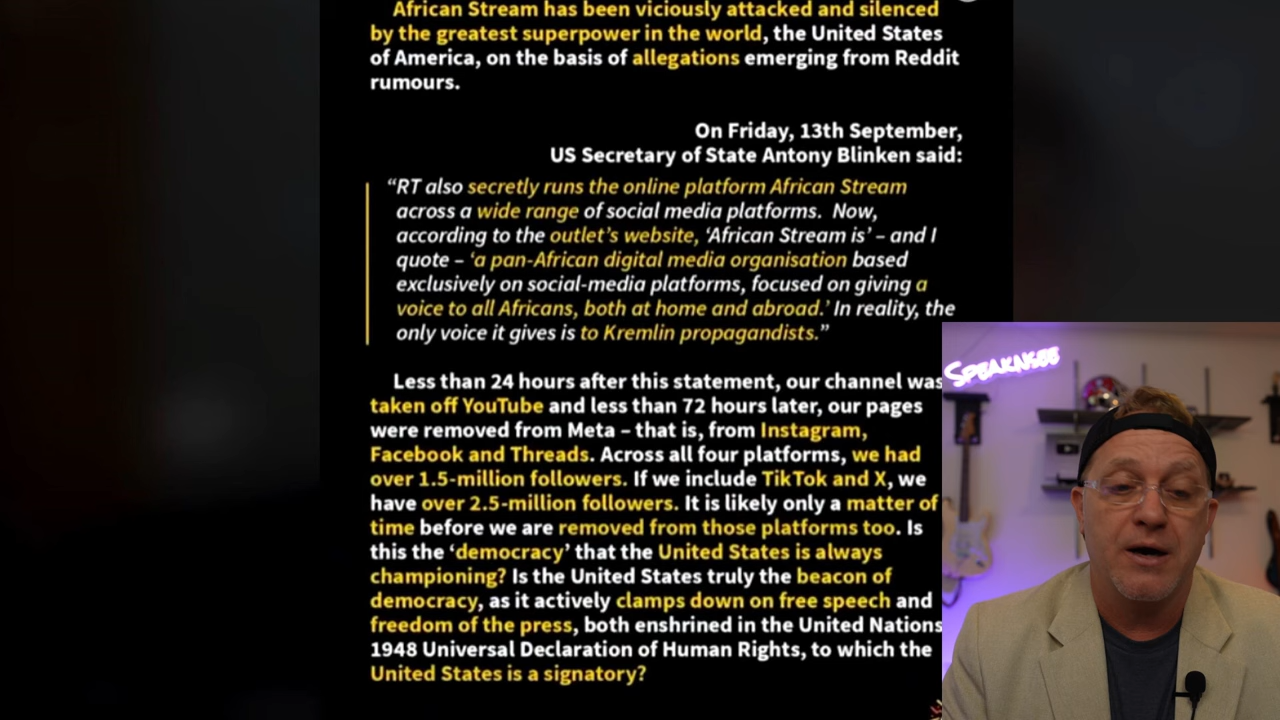 African Stream has been viciously attacked and silenced
by the greatest superpower in the world, the United States
of America, on the basis of allegations emerging from Reddit
rumours.
On Friday, 13th September,
US Secretary of State Antony Blinken said:
“RT also secretly runs the online platform African Stream
across a wide range of social media platforms. Now,
according to the outlet’s website, ‘African Stream is’ – and I
quote – ‘a pan-African digital media organisation based
exclusively on social-media platforms, focused on giving a
voice to all Africans, both at home and abroad.’ In reality, the
only voice it gives is to Kremlin propagandists.”
Less than 24 hours after this statement, our channel was
taken off YouTube and less than 72 hours later, our pages
were removed from Meta – that is, from Instagram,
Facebook and Threads. Across all four platforms, we had
over 1.5-million followers. If we include TikTok and X, we
have over 2.5-million followers. It is likely only a matter of
time before we are removed from those platforms too. Is
this the ‘democracy’ that the United States is always
championing? Is the United States truly the beacon of
democracy, as it actively clamps down on free speech and
freedom of the press, both enshrined in the United Nations
1948 Universal Declaration of Human Rights, to which the
United States is a signatory?
SPEAKNSEE